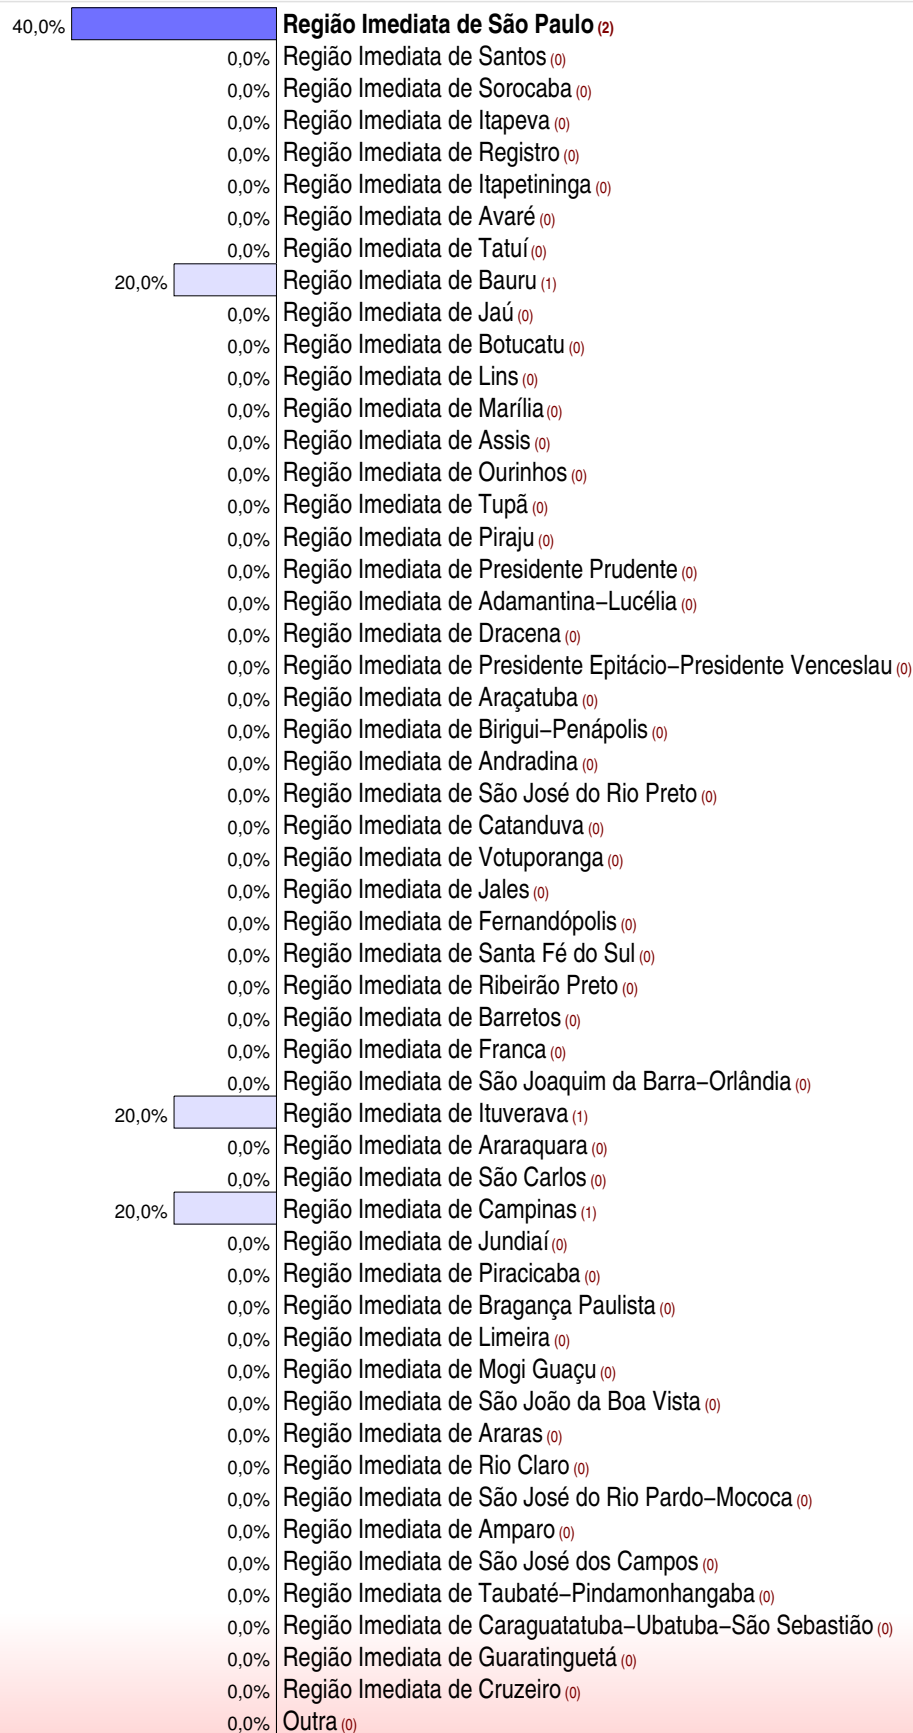 40,0% Região Imediata de São Paulo (2)
0,0% Região Imediata de Santos (0)
0,0% Região Imediata de Sorocaba (0)
0,0% Região Imediata de Itapeva (0)
0,0% Região Imediata de Registro (0)
0,0% Região Imediata de Itapetininga (0)
0,0% Região Imediata de Avaré (0)
0,0% Região Imediata de Tatuí (0)
20,0% Região Imediata de Bauru (1)
0,0% Região Imediata de Jaú (0)
0,0% Região Imediata de Botucatu (0)
0,0% Região Imediata de Lins (0)
0,0% Região Imediata de Marília (0)
0,0% Região Imediata de Assis (0)
0,0% Região Imediata de Ourinhos (0)
0,0% Região Imediata de Tupã (0)
0,0% Região Imediata de Piraju (0)
0,0% Região Imediata de Presidente Prudente (0)
0,0% Região Imediata de Adamantina−Lucélia (0)
0,0% Região Imediata de Dracena (0)
0,0% Região Imediata de Presidente Epitácio−Presidente Venceslau (0)
0,0% Região Imediata de Araçatuba (0)
0,0% Região Imediata de Birigui−Penápolis (0)
0,0% Região Imediata de Andradina (0)
0,0% Região Imediata de São José do Rio Preto (0)
0,0% Região Imediata de Catanduva (0)
0,0% Região Imediata de Votuporanga (0)
0,0% Região Imediata de Jales (0)
0,0% Região Imediata de Fernandópolis (0)
0,0% Região Imediata de Santa Fé do Sul (0)
0,0% Região Imediata de Ribeirão Preto (0)
0,0% Região Imediata de Barretos (0)
0,0% Região Imediata de Franca (0)
0,0% Região Imediata de São Joaquim da Barra−Orlândia (0)
20,0% Região Imediata de Ituverava (1)
0,0% Região Imediata de Araraquara (0)
0,0% Região Imediata de São Carlos (0)
20,0% Região Imediata de Campinas (1)
0,0% Região Imediata de Jundiaí (0)
0,0% Região Imediata de Piracicaba (0)
0,0% Região Imediata de Bragança Paulista (0)
0,0% Região Imediata de Limeira (0)
0,0% Região Imediata de Mogi Guaçu (0)
0,0% Região Imediata de São João da Boa Vista (0)
0,0% Região Imediata de Araras (0)
0,0% Região Imediata de Rio Claro (0)
0,0% Região Imediata de São José do Rio Pardo−Mococa (0)
0,0% Região Imediata de Amparo (0)
0,0% Região Imediata de São José dos Campos (0)
0,0% Região Imediata de Taubaté−Pindamonhangaba (0)
0,0% Região Imediata de Caraguatatuba−Ubatuba−São Sebastião (0)
0,0% Região Imediata de Guaratinguetá (0)
0,0% Região Imediata de Cruzeiro (0)
0,0% Outra (0)